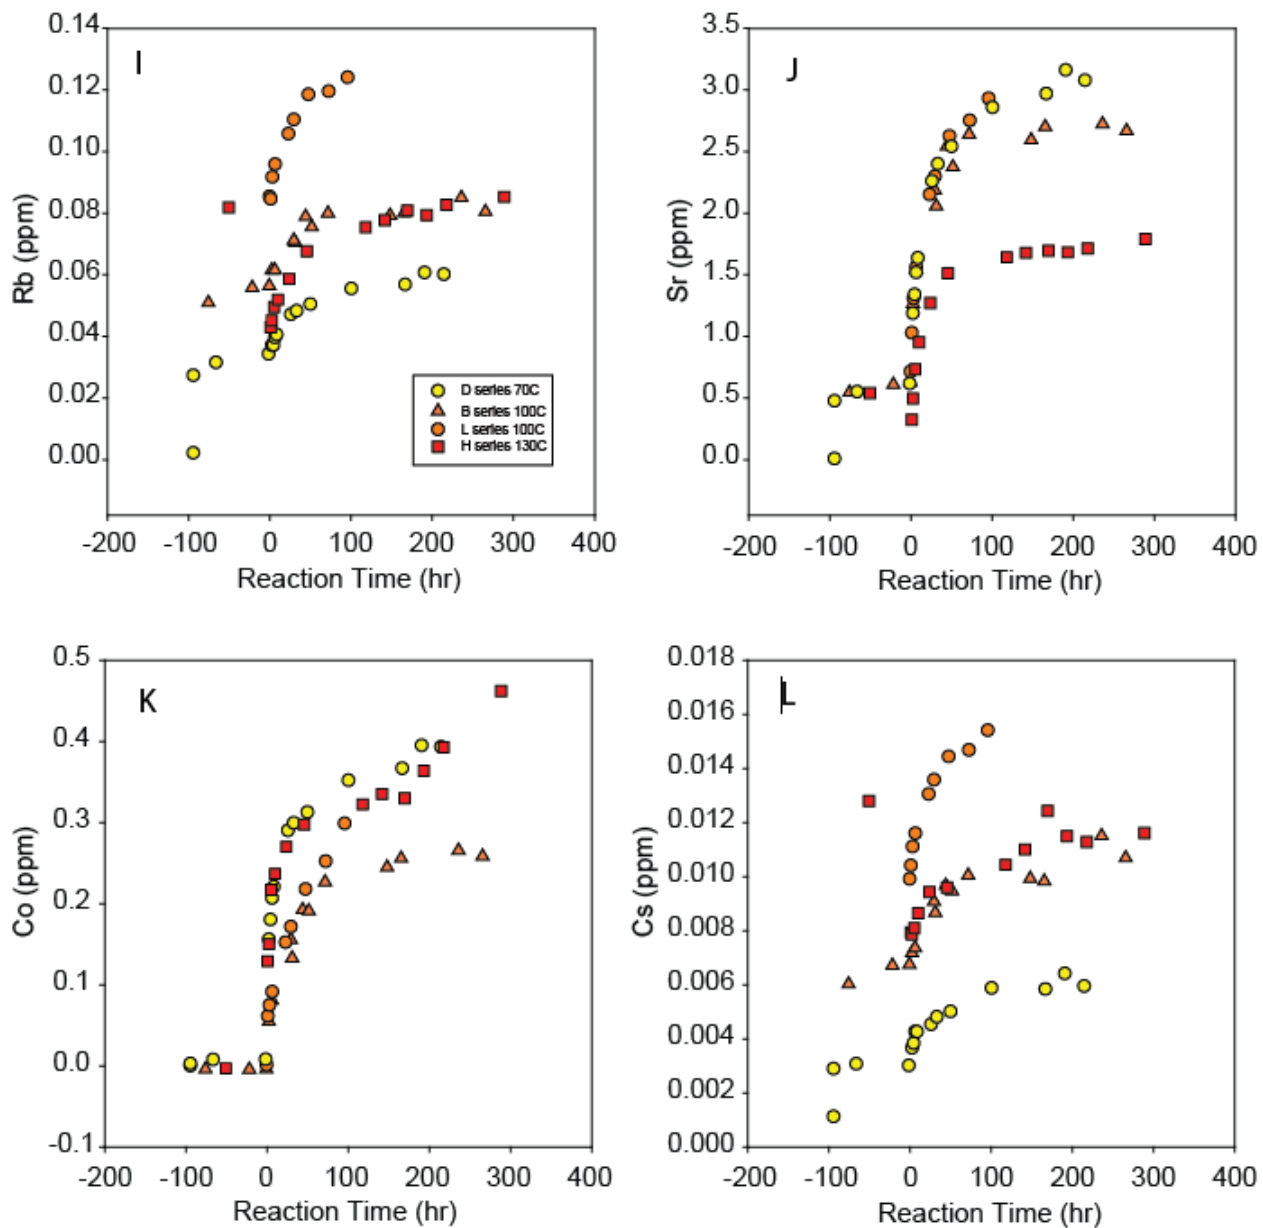 0.14
0.12
0.10
0.08
0.06
0.04
0.02
0.00
Rb (ppm)
I
D series 70C
B series 100C
L series 100C
H series 130C
-200 -100 0 100 200 300 400
Reaction Time (hr)
3.5
3.0
2.5
2.0
1.5
1.0
0.5
0.0
Sr (ppm)
J
-200 -100 0 100 200 300 400
Reaction Time (hr)
0.5
0.4
0.3
0.2
0.1
0.0
-0.1
Co (ppm)
K
-200 -100 0 100 200 300 400
Reaction Time (hr)
0.018
0.016
0.014
0.012
0.010
0.008
0.006
0.004
0.002
0.000
Cs (ppm)
L
-200 -100 0 100 200 300 400
Reaction Time (hr)